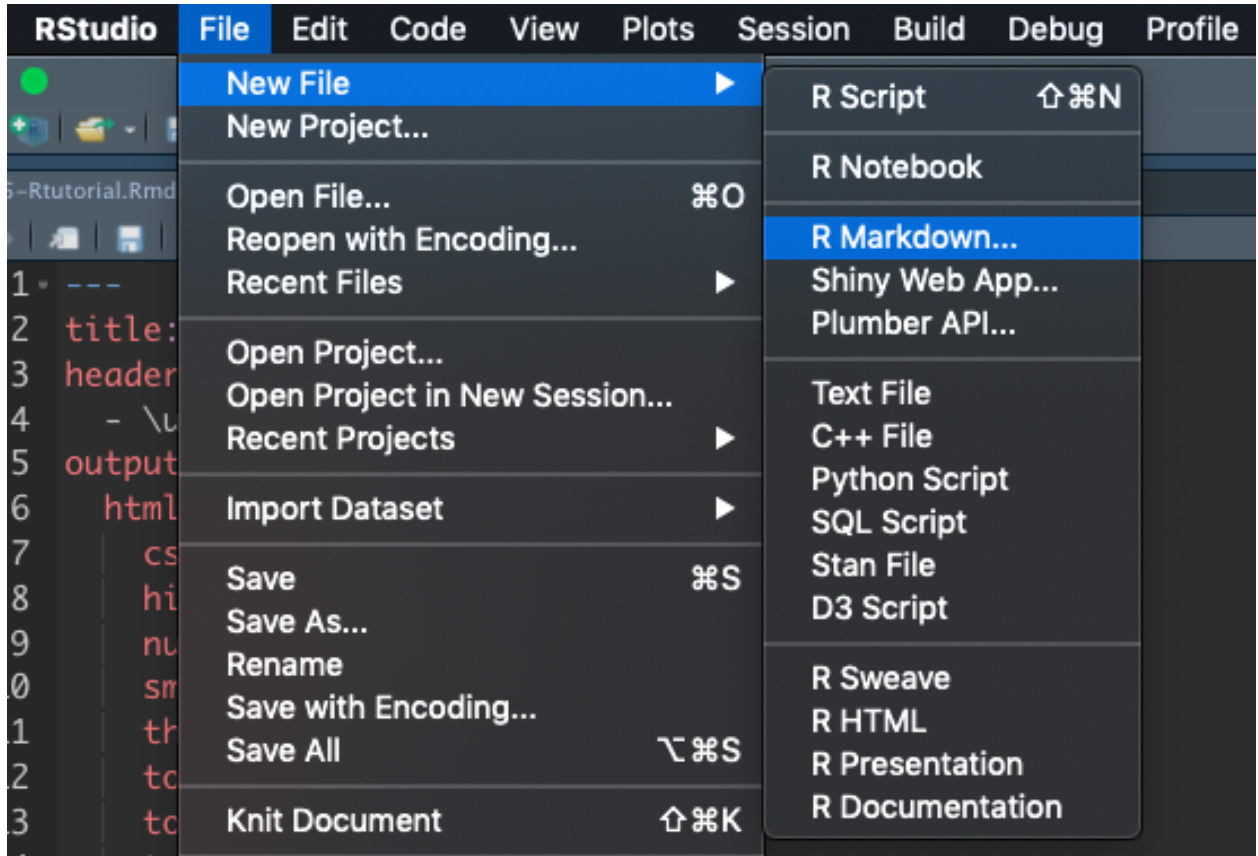 RStudio File Edit Code View Plots Session Build Debug Profile
New File ▶
New Project...
Open File... ⌘O
Reopen with Encoding...
Recent Files ▶
Open Project...
Open Project in New Session...
Recent Projects ▶
Import Dataset ▶
Save ⌘S
Save As...
Rename
Save with Encoding...
Save All ⌥⌘S
Knit Document ⇧⌘K
R Script ⇧⌘N
R Notebook
R Markdown...
Shiny Web App...
Plumber API...
Text File
C++ File
Python Script
SQL Script
Stan File
D3 Script
R Sweave
R HTML
R Presentation
R Documentation
-Rtutorial.Rmd
1 ---
2 title:
3 header
4 - \u
5 output
6 html
7 cs
8 hi
9 nu
0 sm
1 th
2 to
3 to